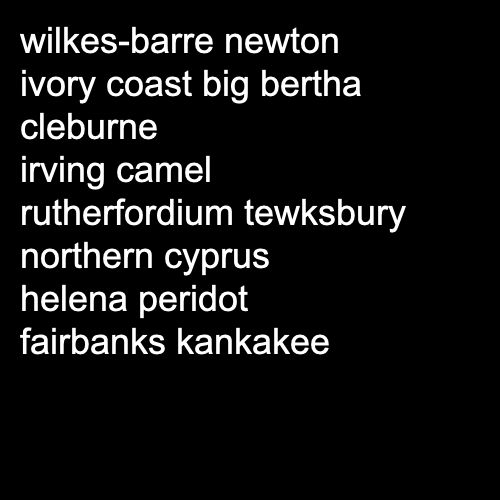 wilkes-barre newton
ivory coast big bertha
cleburne
irving camel
rutherfordium tewksbury
northern cyprus
helena peridot
fairbanks kankakee